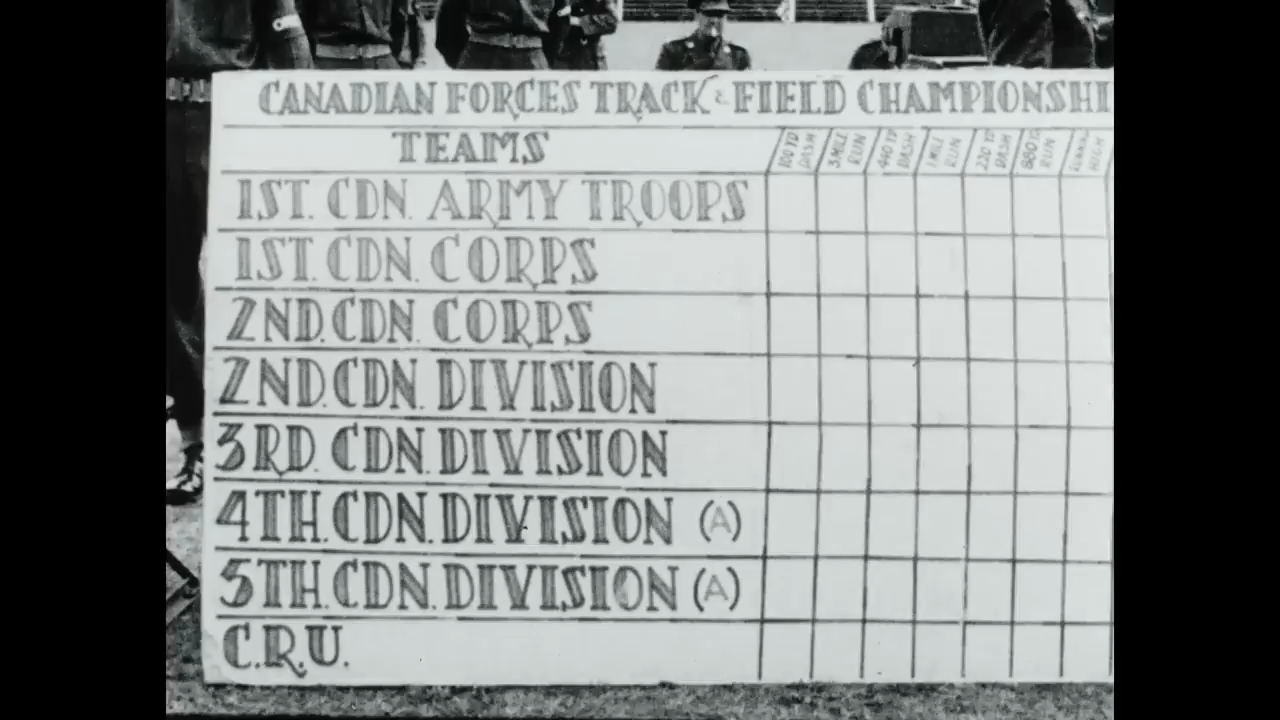 CANADIAN FORCES TRACK & FIELD CHAMPIONSHI
TEAMS
100 YD DASH
3 MILE RUN
440 YD DASH
1 MILE RUN
220 YD DASH
880 YD RUN
HIGH
1ST. CDN. ARMY TROOPS
1ST. CDN. CORPS
2ND. CDN. CORPS
2ND. CDN. DIVISION
3RD. CDN. DIVISION
4TH. CDN. DIVISION (A)
5TH. CDN. DIVISION (A)
C.R.U.